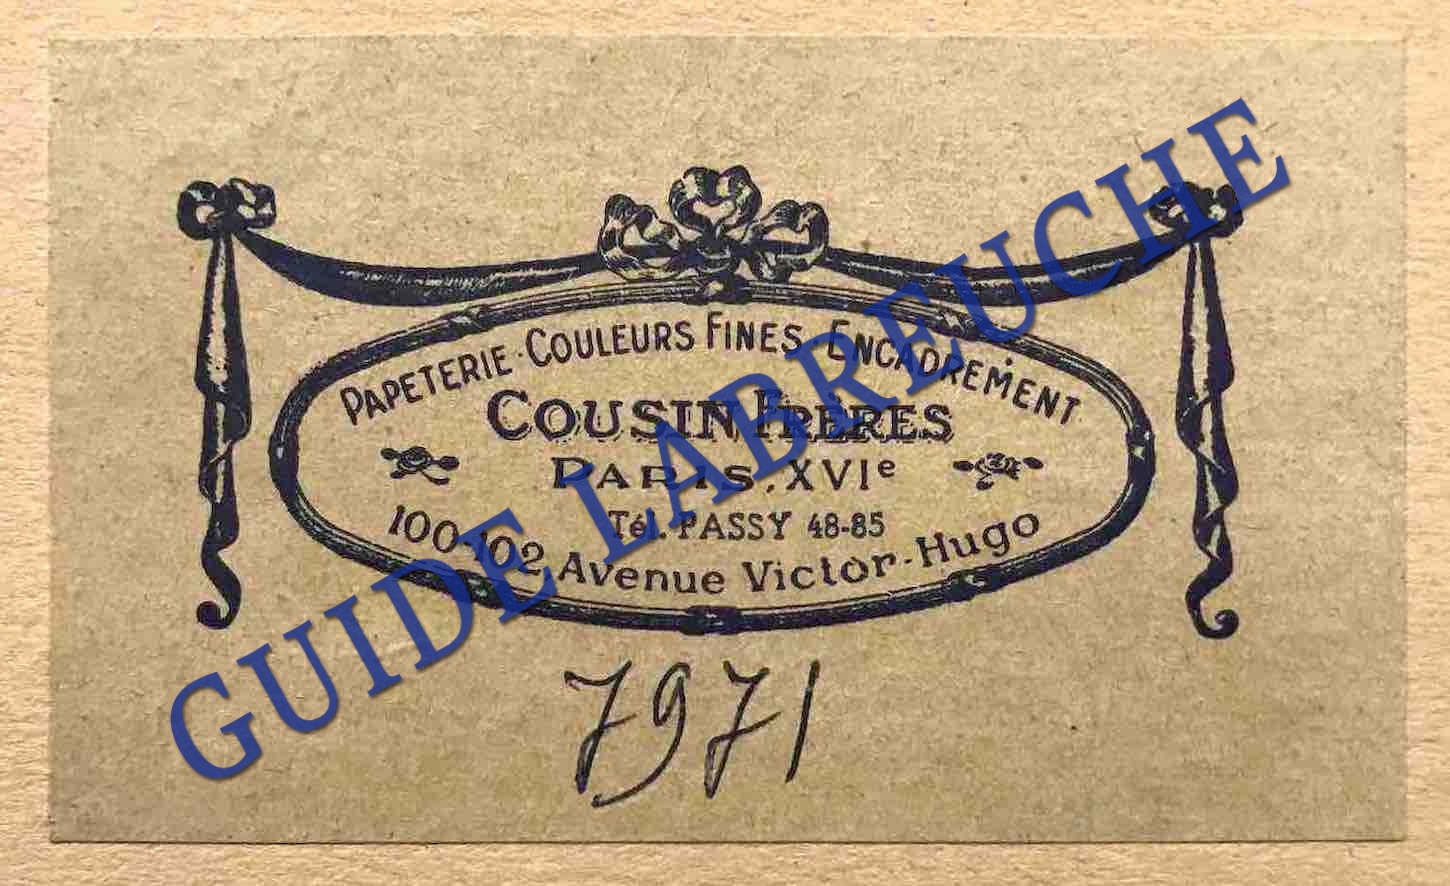 PAPETERIE·COULEURS FINES·ENCADREMENT
COUSIN FRÈRES
PARIS, XVIe
Tél. PASSY 48-85
100-102 Avenue Victor-Hugo
7971
GUIDE LABREUCHE